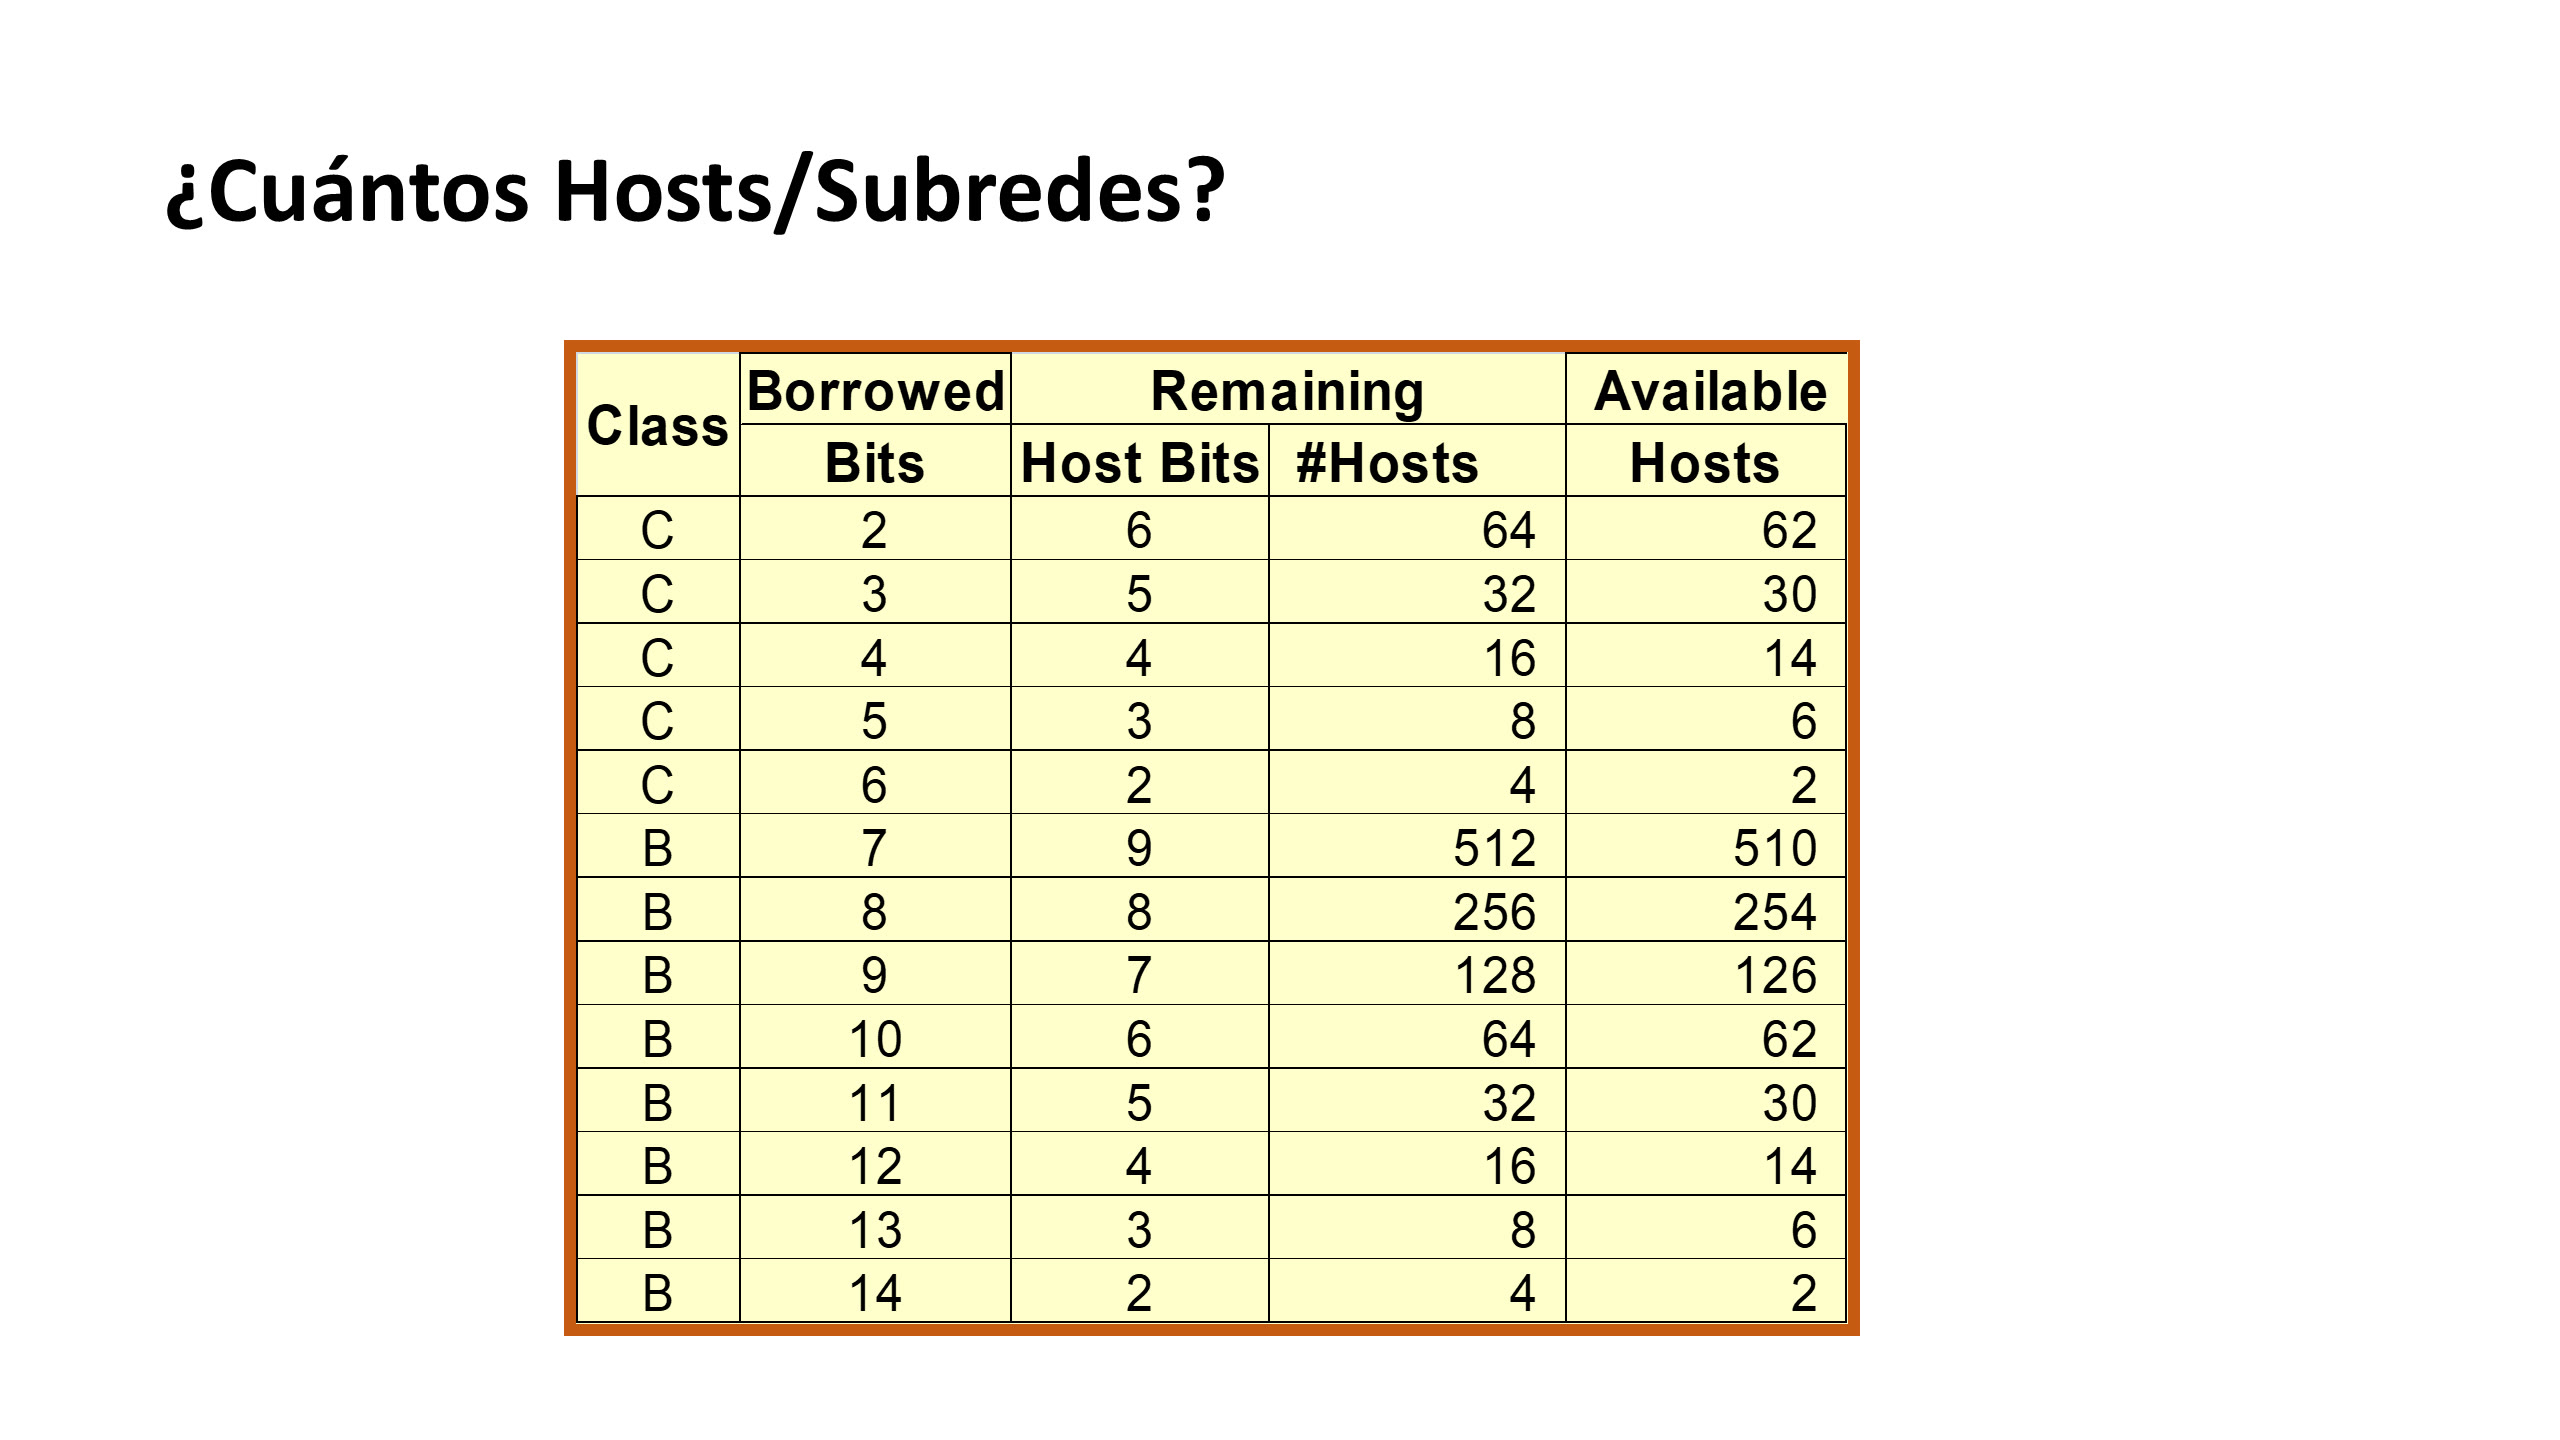 ¿Cuántos Hosts/Subredes?
Class Borrowed Remaining Available
Bits Host Bits #Hosts Hosts
C 2 6 64 62
C 3 5 32 30
C 4 4 16 14
C 5 3 8 6
C 6 2 4 2
B 7 9 512 510
B 8 8 256 254
B 9 7 128 126
B 10 6 64 62
B 11 5 32 30
B 12 4 16 14
B 13 3 8 6
B 14 2 4 2